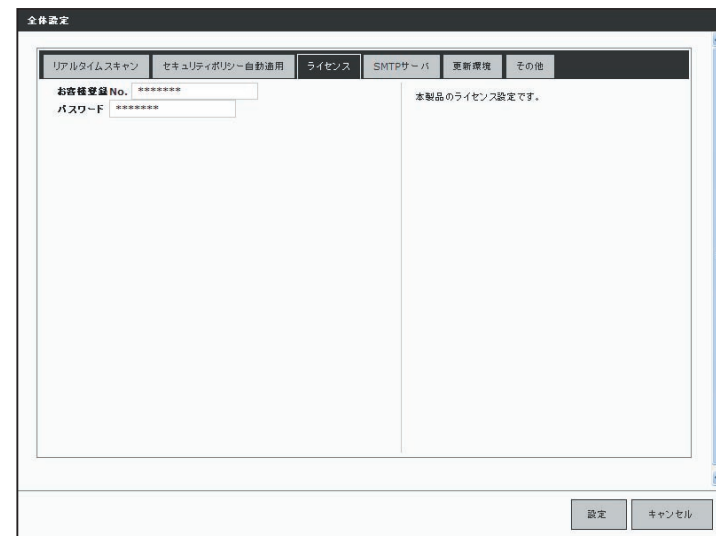 全体設定
リアルタイムスキャン セキュリティポリシー自動適用 ライセンス SMTPサーバ 更新環境 その他
お客様登録No. *******
パスワード *******
本製品のライセンス設定です。
設定 キャンセル